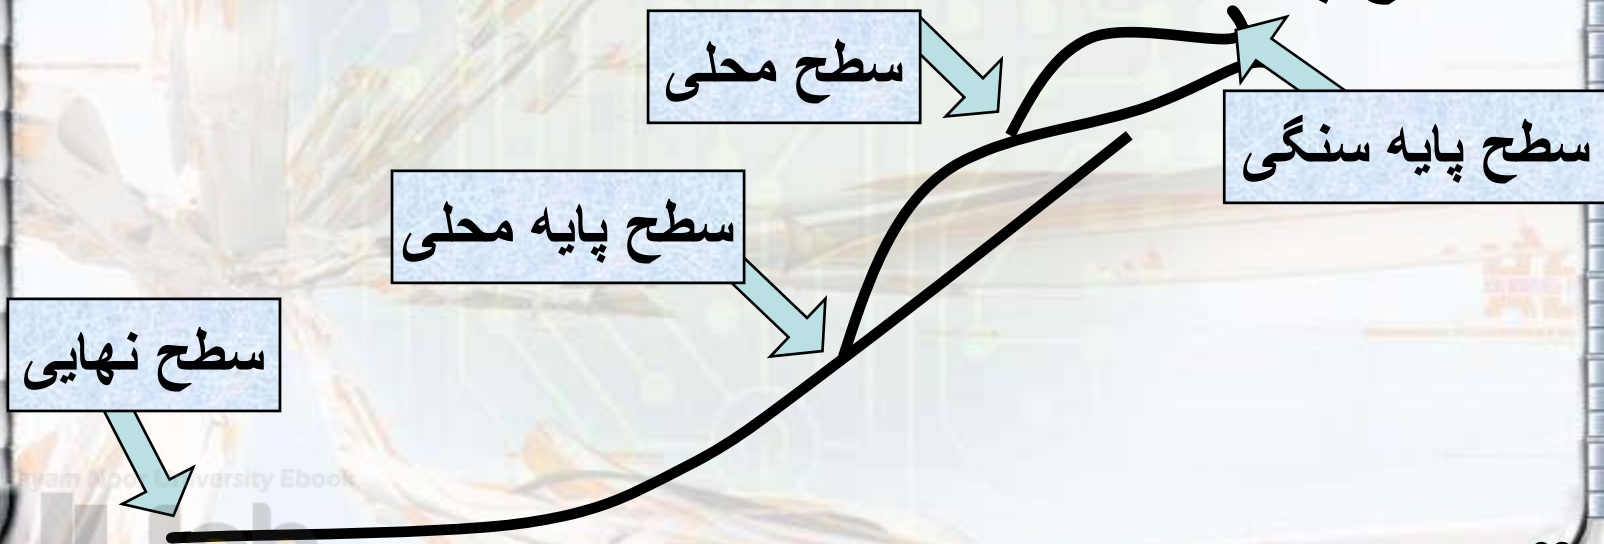 سطح محلی
سطح پایه سنگی
سطح پایه محلی
سطح نهایی